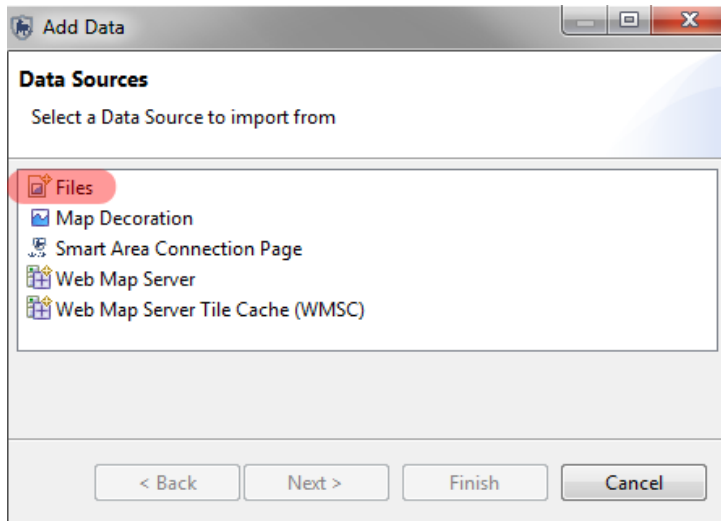 Add Data
Data Sources
Select a Data Source to import from
Files
Map Decoration
Smart Area Connection Page
Web Map Server
Web Map Server Tile Cache (WMSC)
< Back Next > Finish Cancel